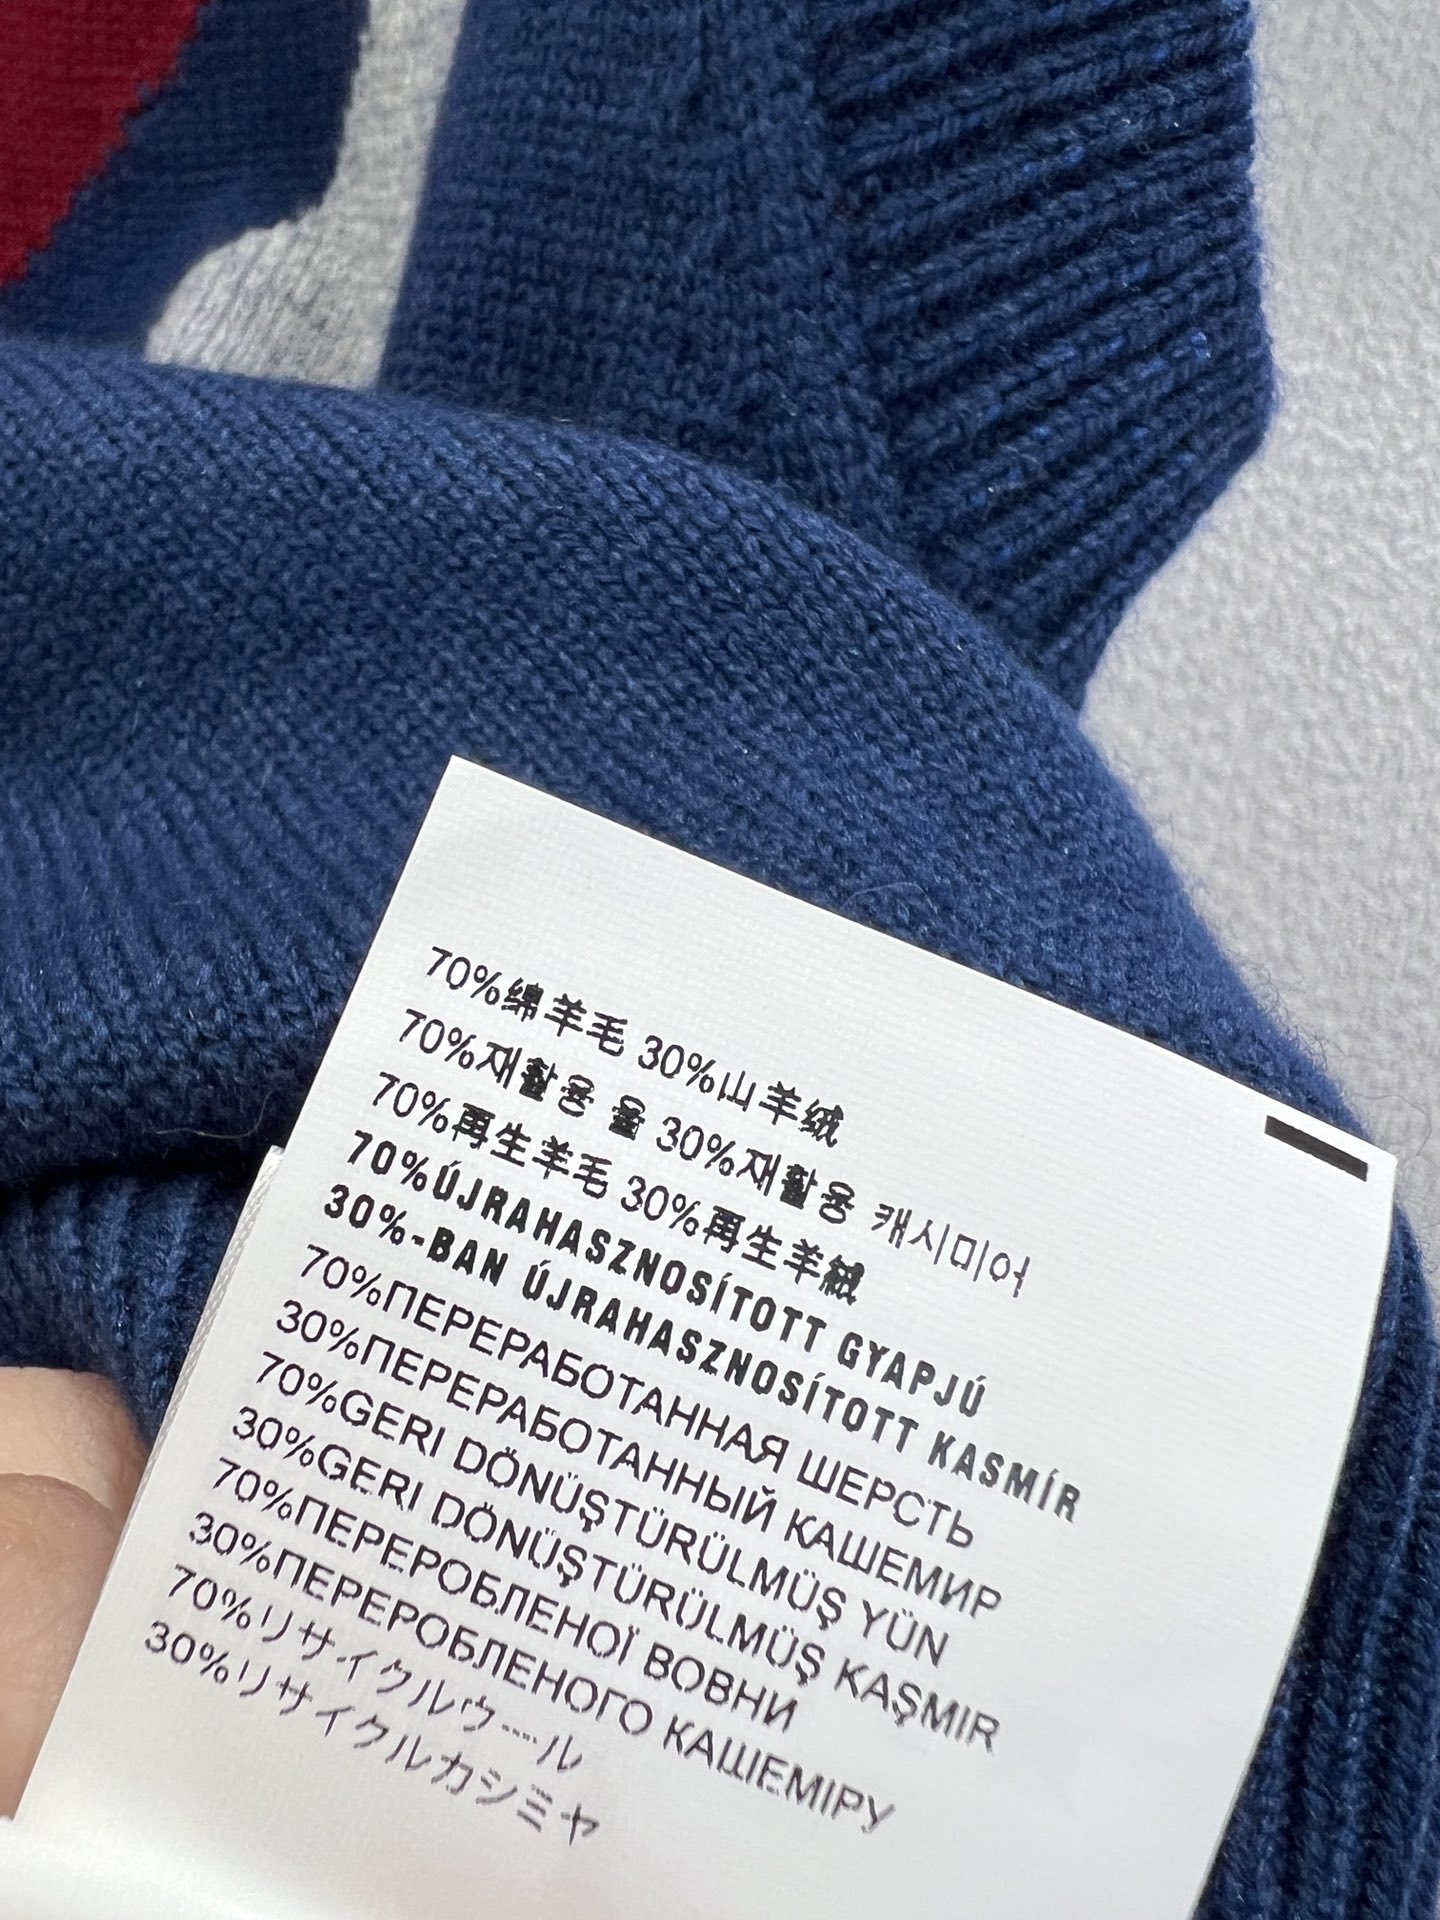 70%绵羊毛 30%山羊绒
70%재활용 울 30%재활용 캐시미어
70%再生羊毛 30%再生羊絨
70%ÚJRAHASZNOSÍTOTT GYAPJÚ
30%-BAN ÚJRAHASZNOSÍTOTT KASMÍR
70%ПЕРЕРАБОТАННАЯ ШЕРСТЬ
30%ПЕРЕРАБОТАННЫЙ КАШЕМИР
70%GERI DÖNÜŞTÜRÜLMÜŞ YÜN
30%GERI DÖNÜŞTÜRÜLMÜŞ KAŞMIR
70%ПЕРЕРОБЛЕНОЇ ВОВНИ
30%ПЕРЕРОБЛЕНОГО КАШЕМІРУ
70%リサイクルウール
30%リサイクルカシミヤ